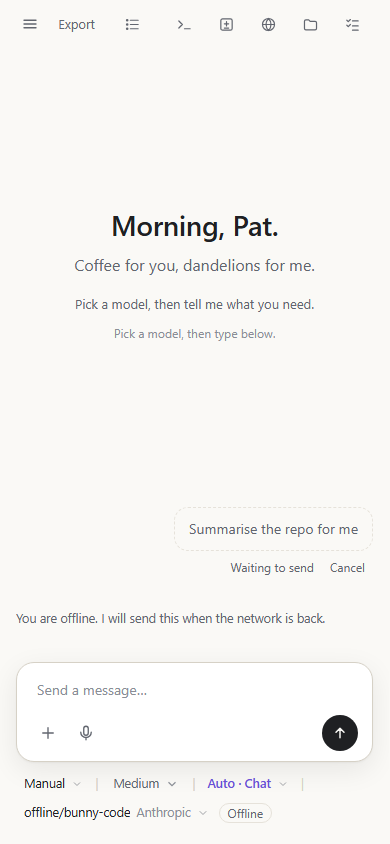 Export
Morning, Pat.
Coffee for you, dandelions for me.
Pick a model, then tell me what you need.
Pick a model, then type below.
Summarise the repo for me
Waiting to send Cancel
You are offline. I will send this when the network is back.
Send a message...
Manual | Medium | Auto · Chat |
offline/bunny-code Anthropic Offline